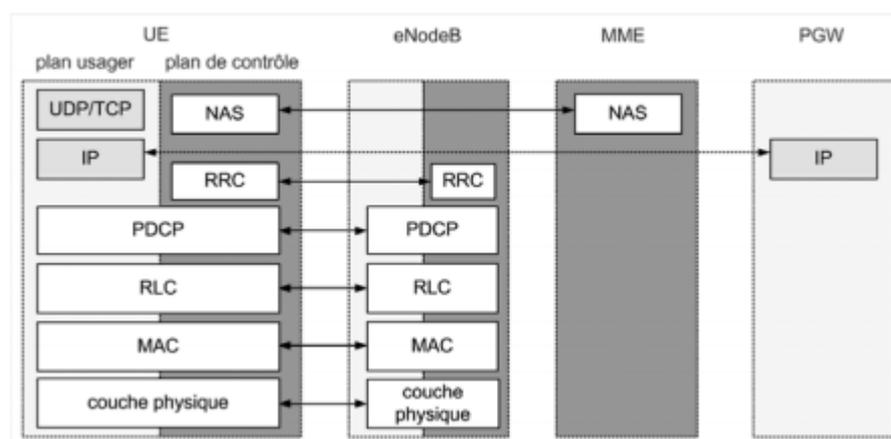 UE
eNodeB
MME
PGW
plan usager
plan de contrôle
UDP/TCP
NAS
NAS
IP
IP
RRC
RRC
PDCP
PDCP
RLC
RLC
MAC
MAC
couche physique
couche
physique